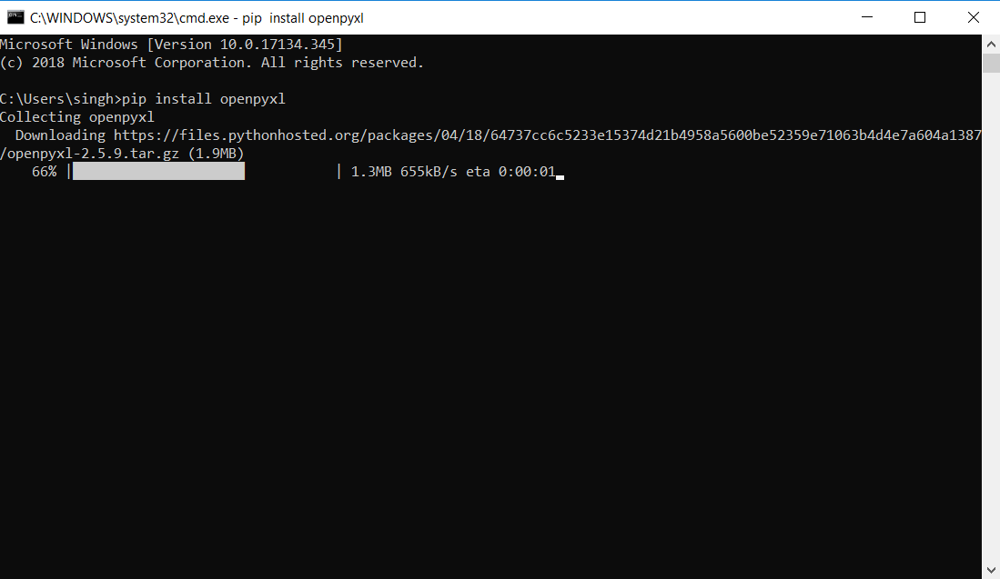 C:\WINDOWS\system32\cmd.exe - pip  install openpyxl
Microsoft Windows [Version 10.0.17134.345]
(c) 2018 Microsoft Corporation. All rights reserved.
C:\Users\singh>pip install openpyxl
Collecting openpyxl
  Downloading https://files.pythonhosted.org/packages/04/18/64737cc6c5233e15374d21b4958a5600be52359e71063b4d4e7a604a1387
/openpyxl-2.5.9.tar.gz (1.9MB)
    66% |                    | 1.3MB 655kB/s eta 0:00:01